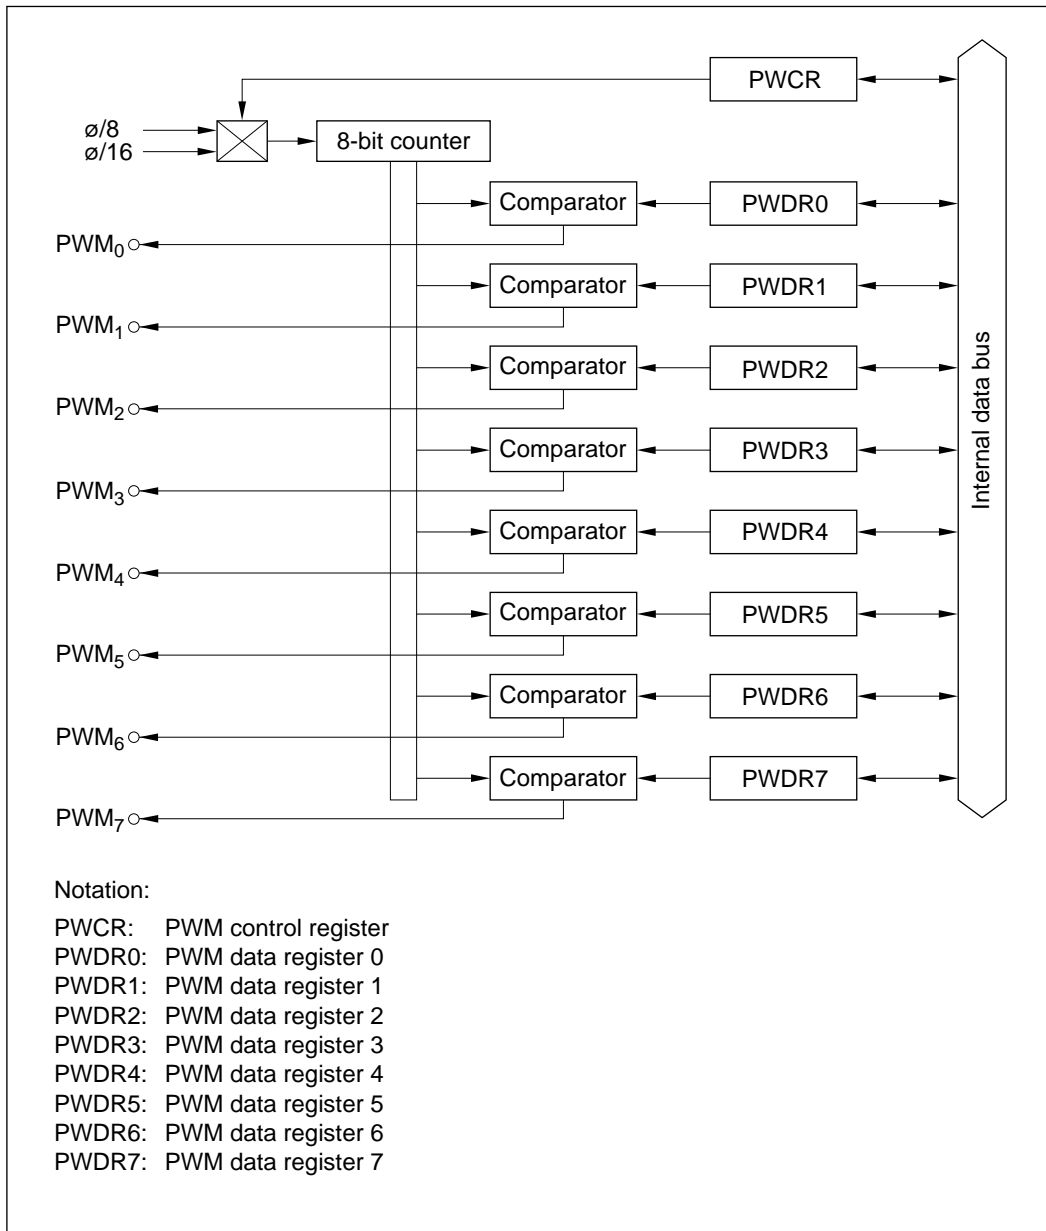 PWCR
ø/8
ø/16
8-bit counter
Comparator
PWDR0
PWM0
Comparator
PWDR1
PWM1
Comparator
PWDR2
PWM2
Comparator
PWDR3
PWM3
Comparator
PWDR4
PWM4
Comparator
PWDR5
PWM5
Comparator
PWDR6
PWM6
Comparator
PWDR7
PWM7
Internal data bus
Notation:
PWCR: PWM control register
PWDR0: PWM data register 0
PWDR1: PWM data register 1
PWDR2: PWM data register 2
PWDR3: PWM data register 3
PWDR4: PWM data register 4
PWDR5: PWM data register 5
PWDR6: PWM data register 6
PWDR7: PWM data register 7